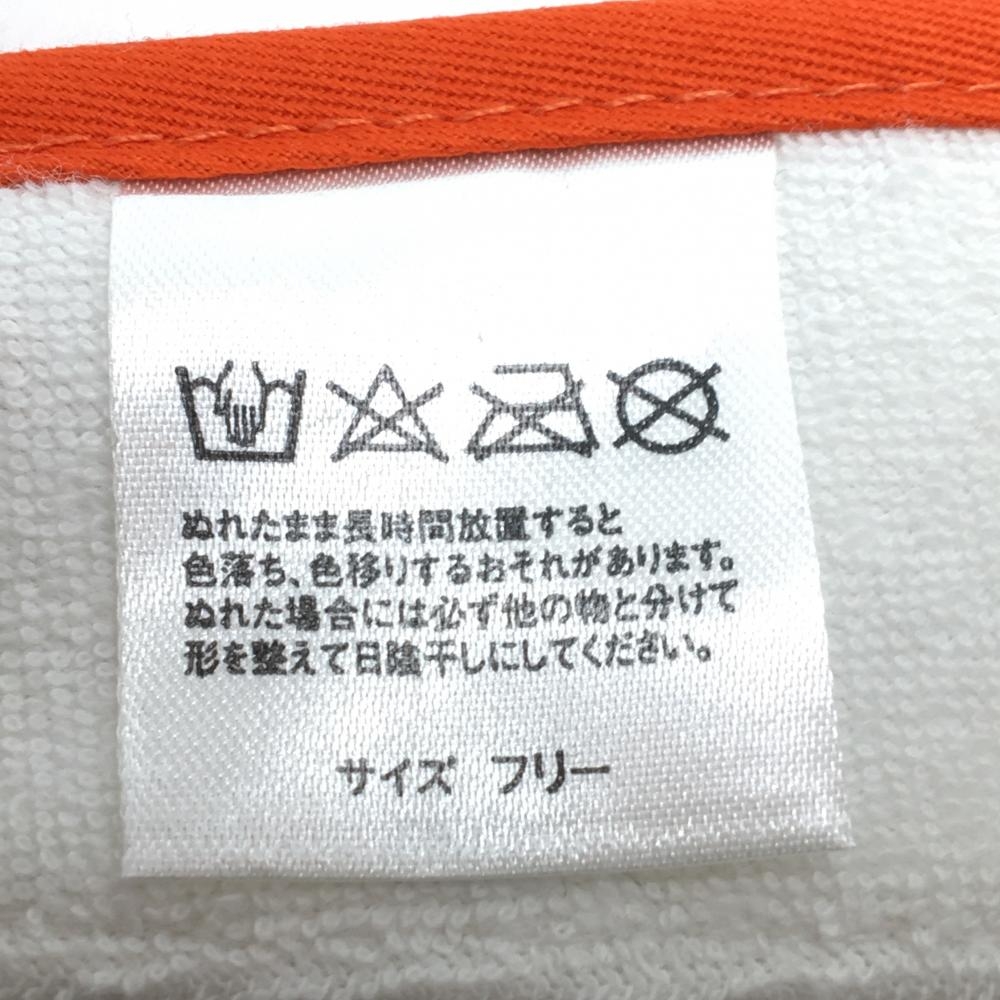 ぬれたまま長時間放置すると
色落ち、色移りするおそれがあります。
ぬれた場合には必ず他の物と分けて
形を整えて日陰干しにしてください。
サイズ フリー